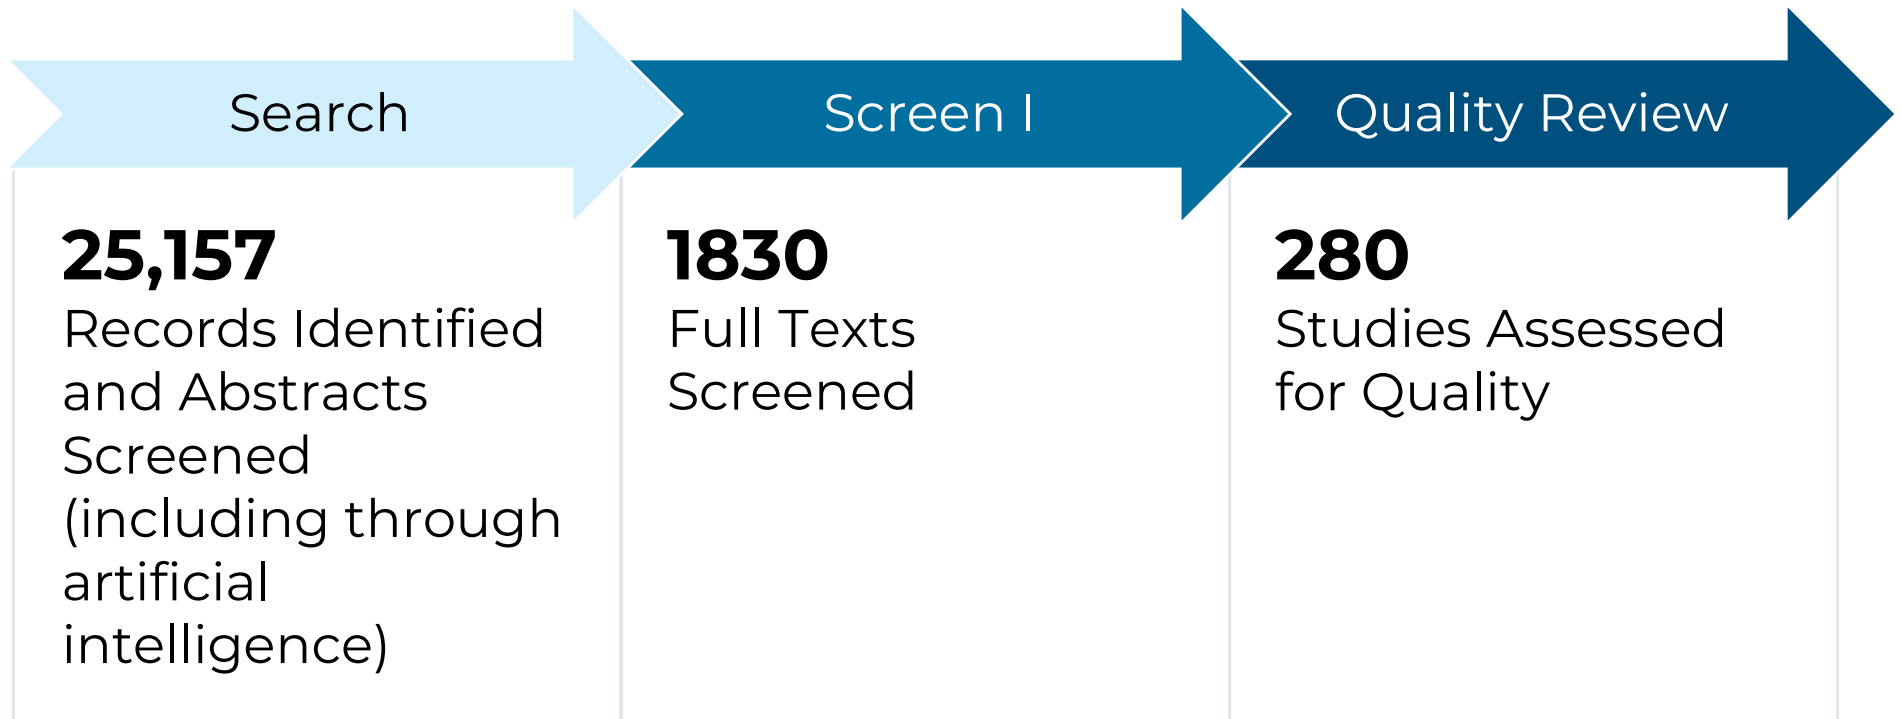 Search
Screen I
Quality Review
25,157
Records Identified
and Abstracts
Screened
(including through
artificial
intelligence)
1830
Full Texts
Screened
280
Studies Assessed
for Quality